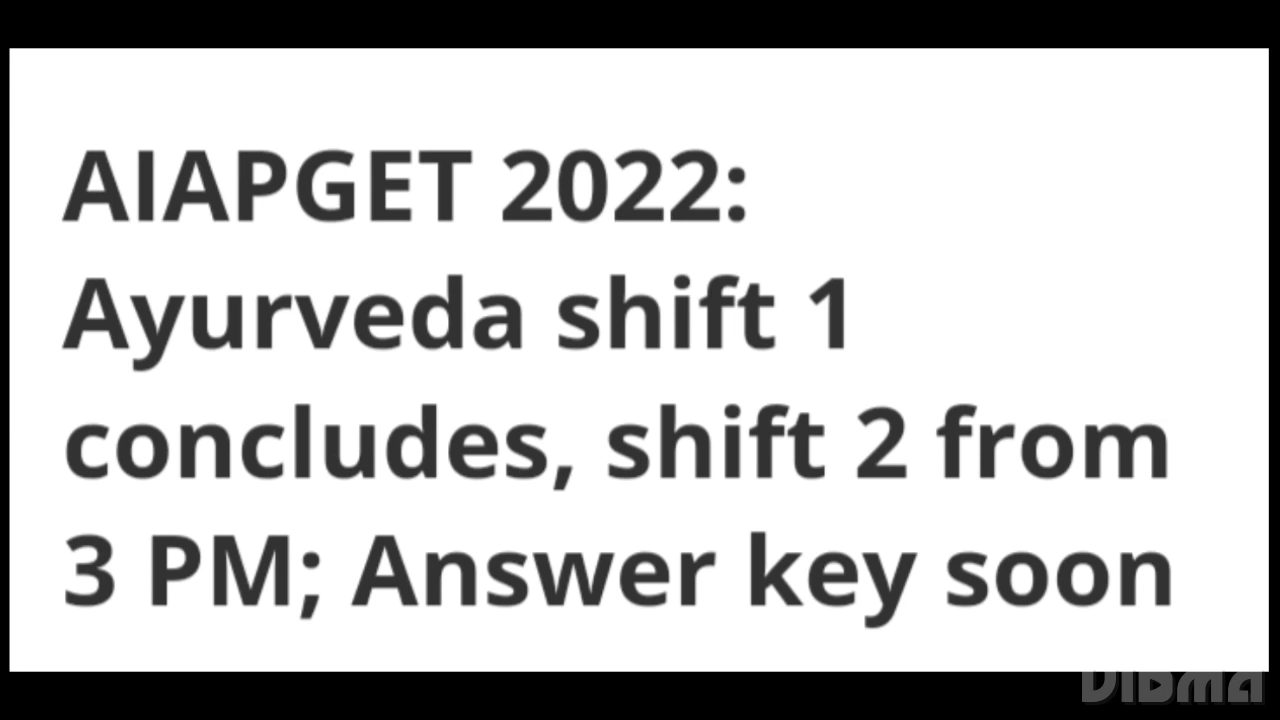 AIAPGET 2022:
Ayurveda shift 1
concludes, shift 2 from
3 PM; Answer key soon